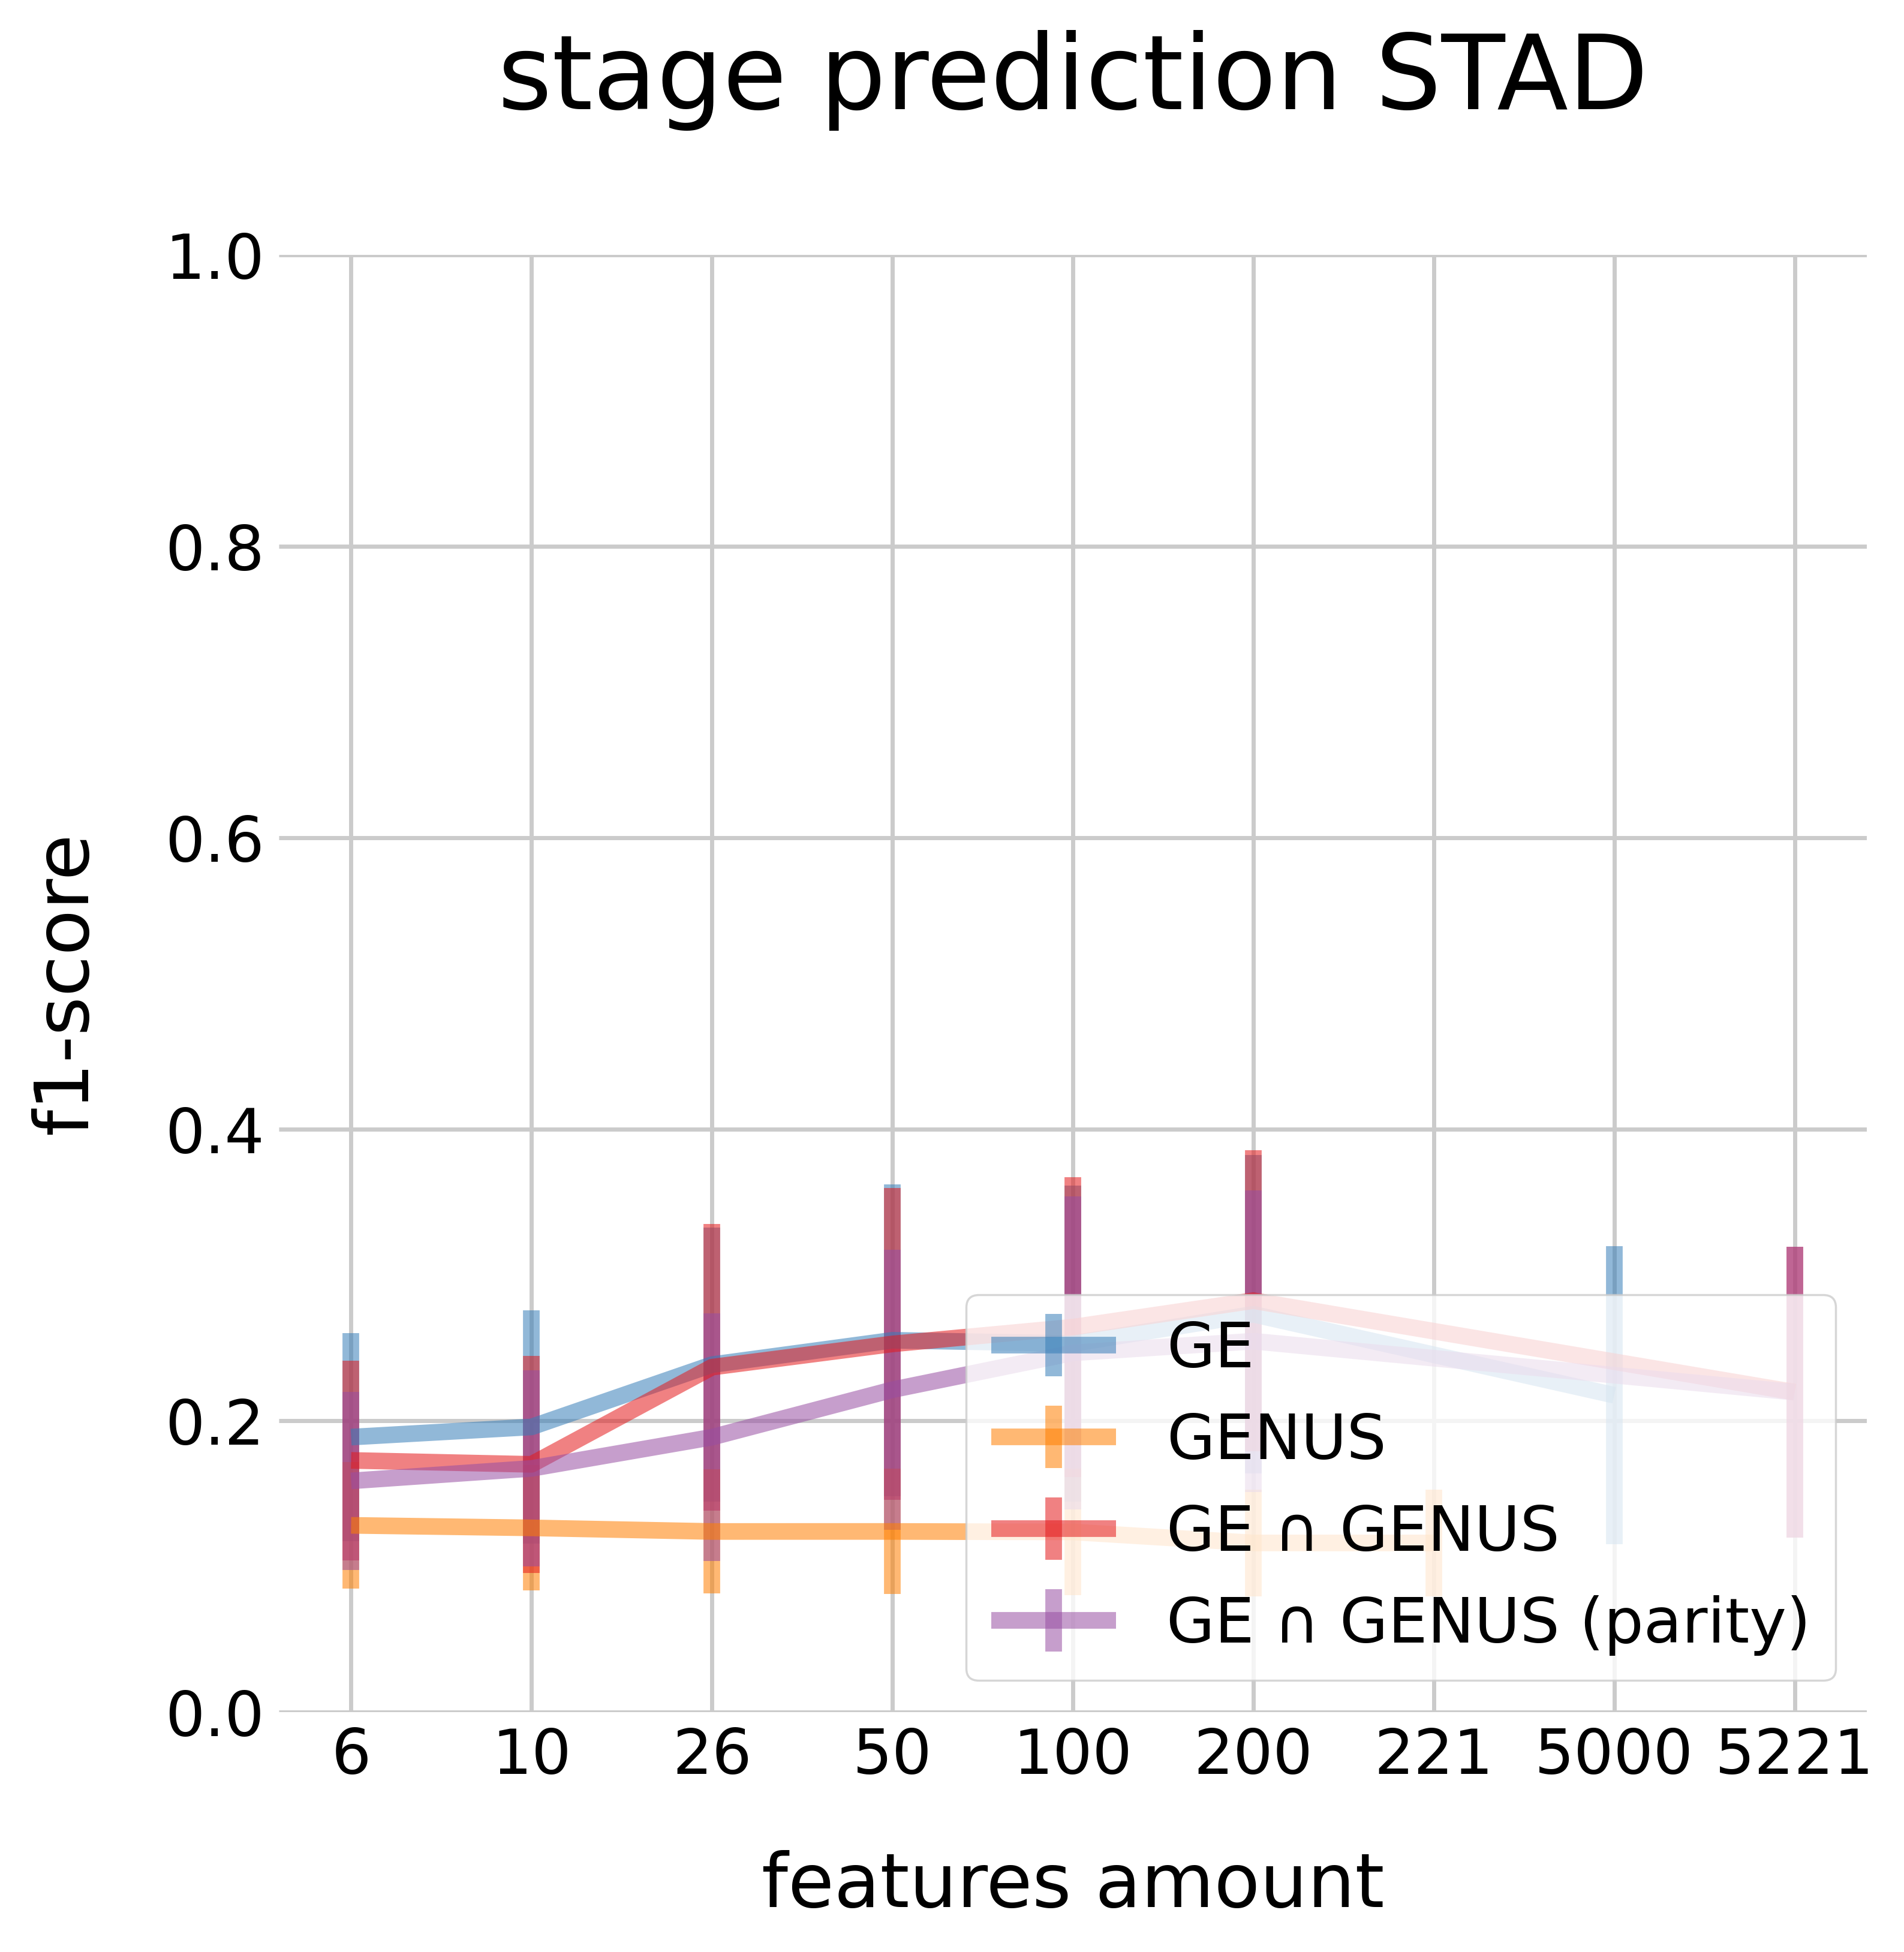 stage prediction STAD
1.0
0.8
0.6
0.4
0.2
0.0
f1-score
GE
GENUS
GE ∩ GENUS
GE ∩ GENUS (parity)
6 10 26 50 100 200 221 5000 5221
features amount